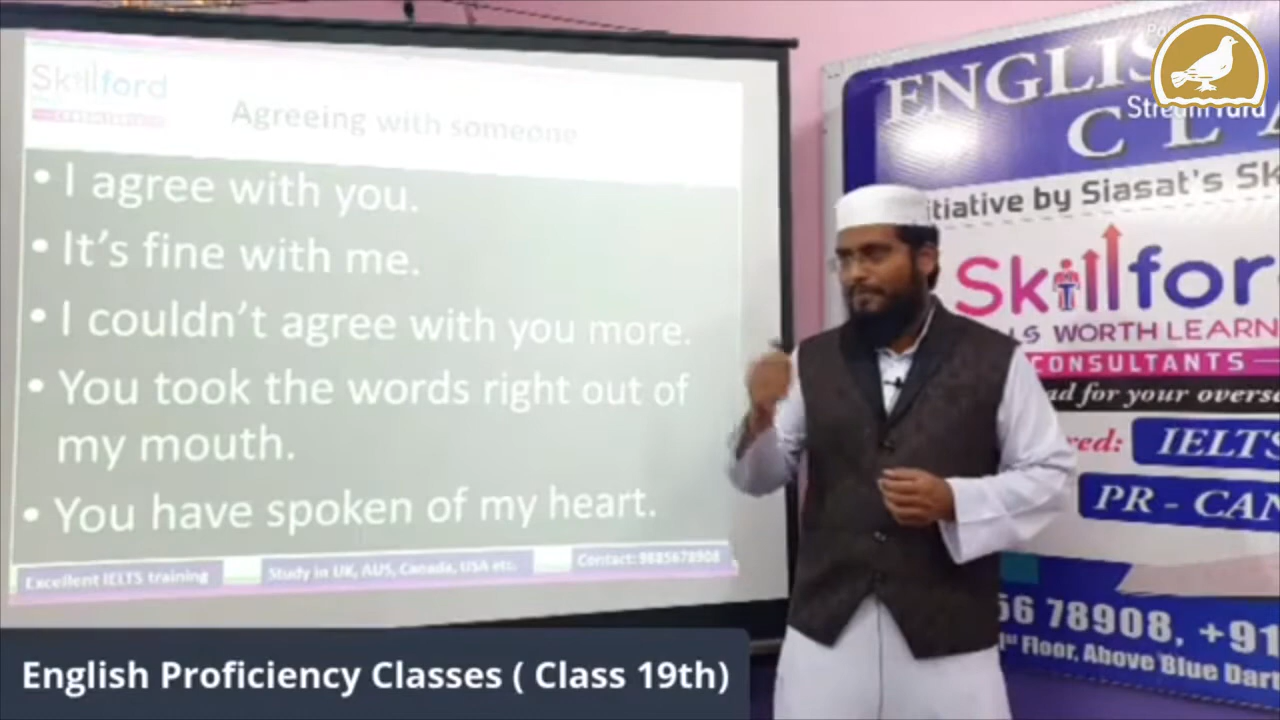 Skillford
Agreeing with someone
• I agree with you.
• It's fine with me.
• I couldn't agree with you more.
• You took the words right out of
my mouth.
• You have spoken of my heart.
Excellent IELTS training
Study in UK, AUS, Canada, USA etc.
Contact: 9885678908
English Proficiency Classes ( Class 19th)
ENGLIS
CLA
itiative by Siasat's Sk
Skillfor
LS WORTH LEARN
CONSULTANTS
ad for your overse
red: IELTS
PR - CAN
56 78908, +91
1st Floor, Above Blue Dart
StreamYard